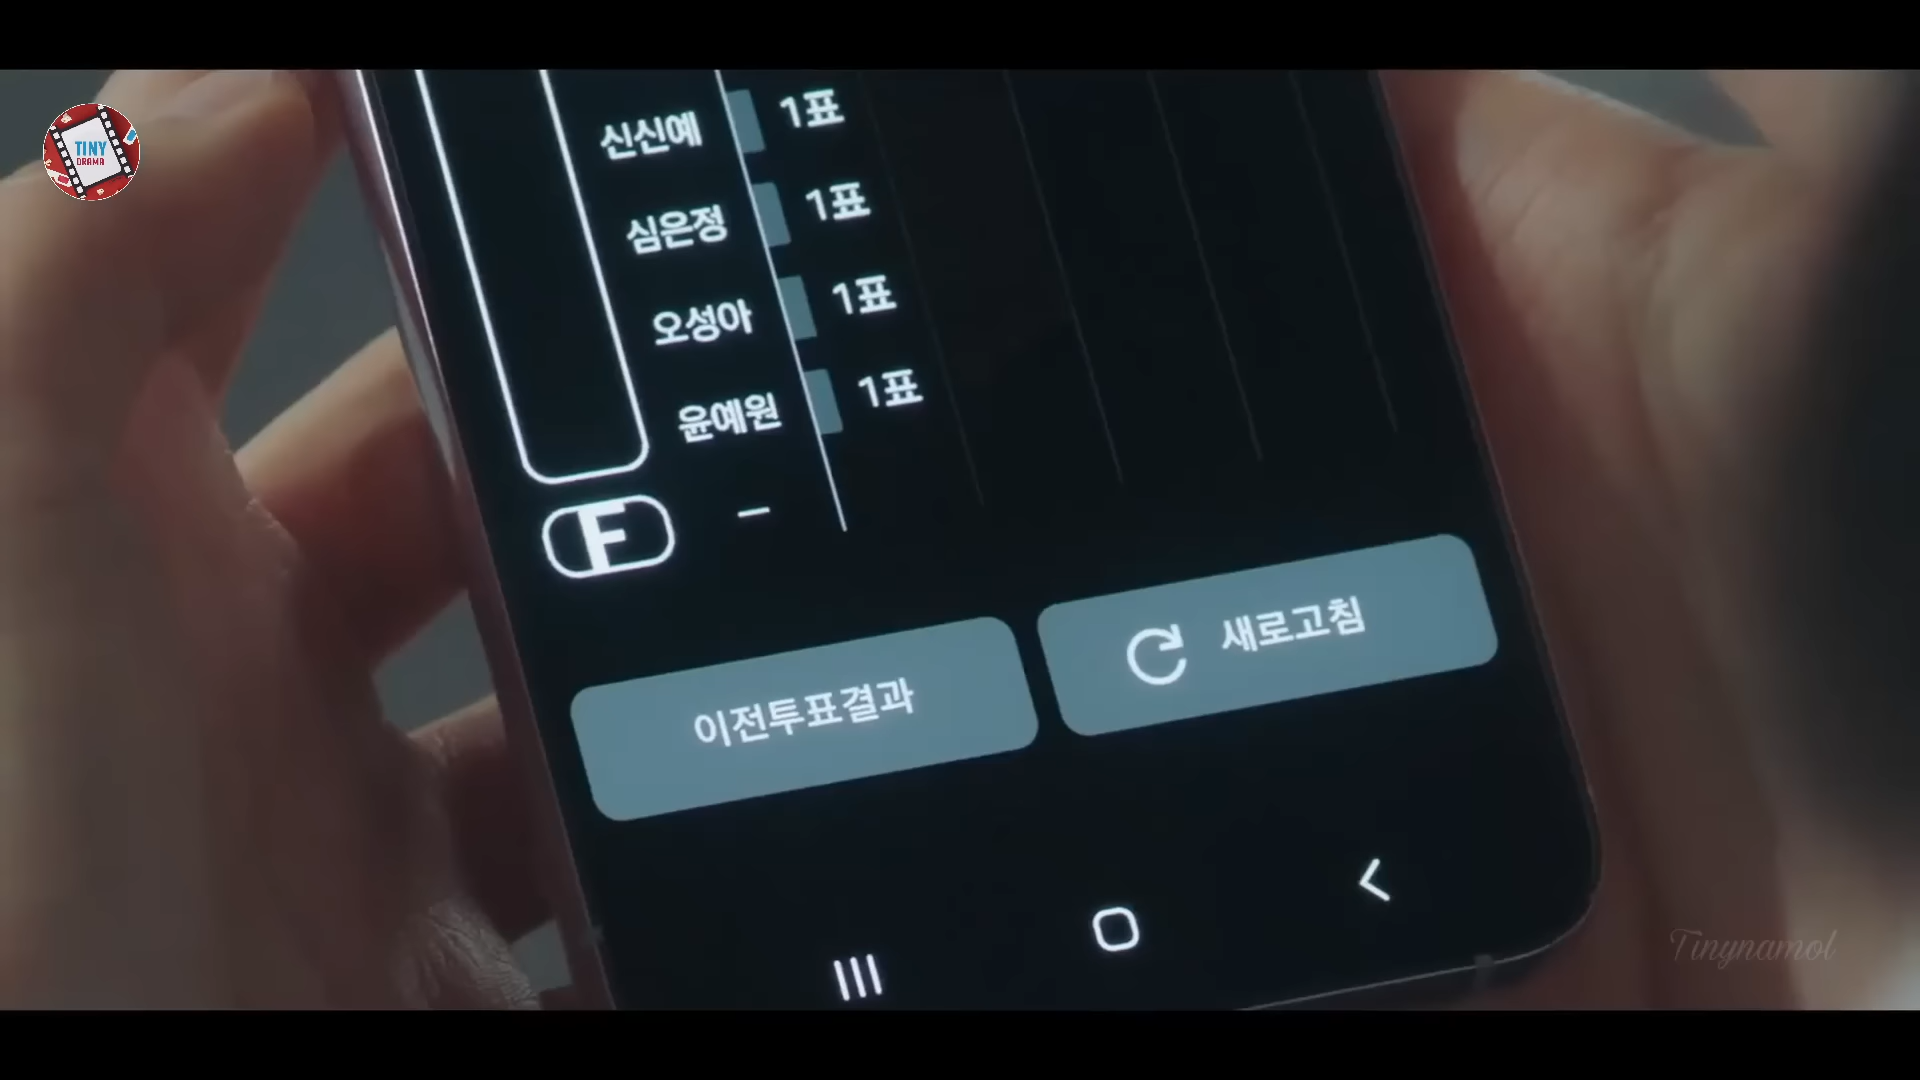 TINY
DRAMA
신신예 1표
심은정 1표
오성아 1표
윤예원 1표
F –
이전투표결과 새로고침
Tinynamol